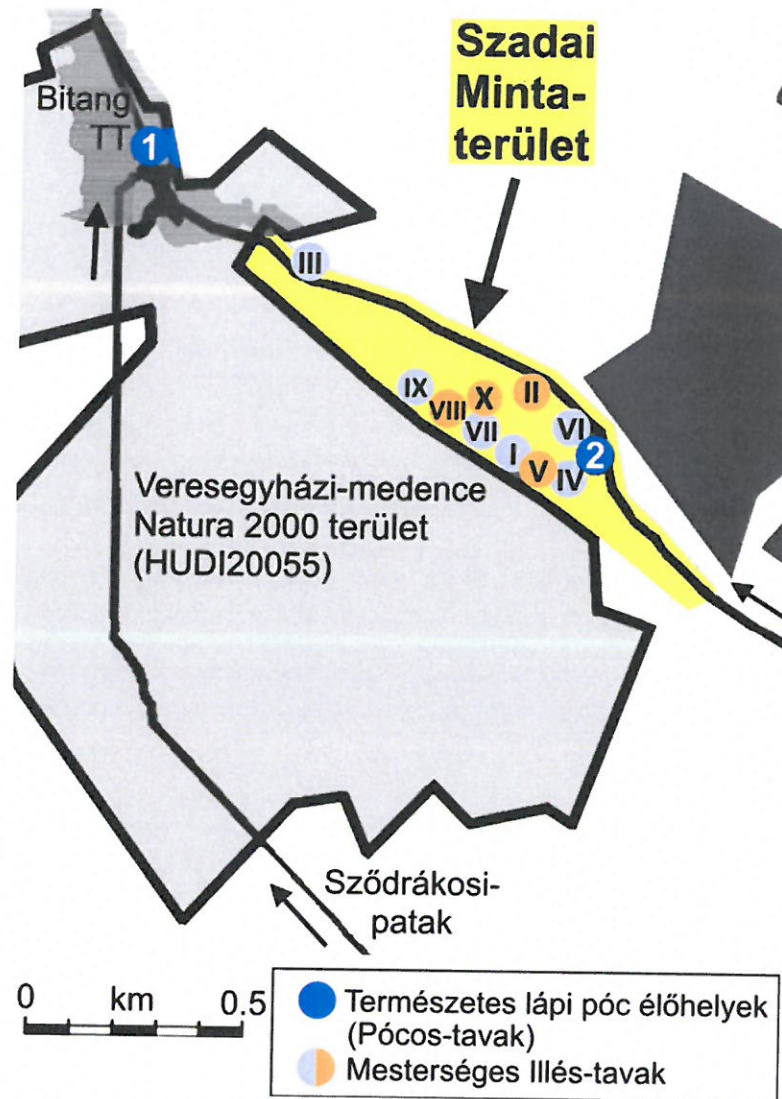 Szadai
Minta-
terület
Bitang
TT
1
III
IX
VIII
X
II
VII
VI
I
V
IV
2
Veresegyházi-medence
Natura 2000 terület
(HUDI20055)
Sződrákosi-
patak
0 km 0.5
Természetes lápi póc élőhelyek
(Pócos-tavak)
Mesterséges Illés-tavak